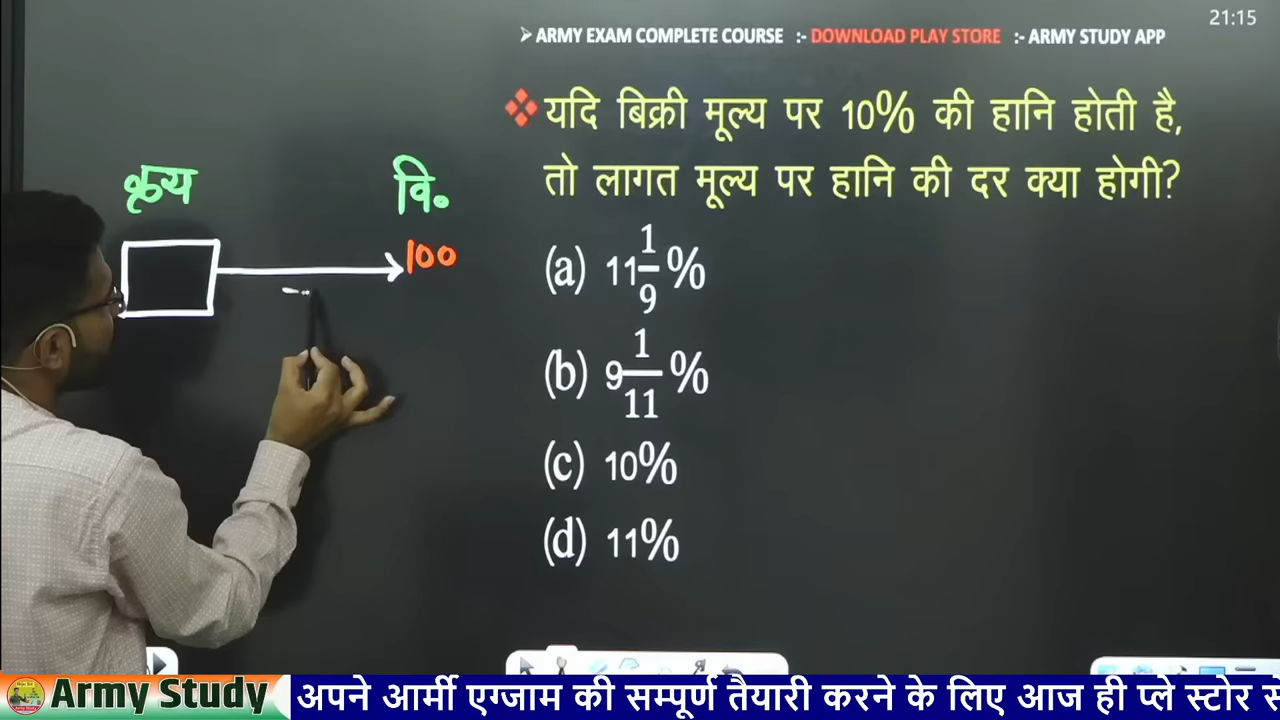 21:15
➢ ARMY EXAM COMPLETE COURSE :- DOWNLOAD PLAY STORE :- ARMY STUDY APP
❖ यदि बिक्री मूल्य पर 10% की हानि होती है,
तो लागत मूल्य पर हानि की दर क्या होगी?
(a) 11 1/9 %
(b) 9 1/11 %
(c) 10%
(d) 11%
क्रय वि.
100
Army Study अपने आर्मी एग्जाम की सम्पूर्ण तैयारी करने के लिए आज ही प्ले स्टोर से